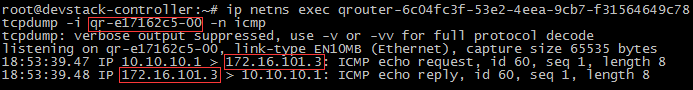 root@devstack-controller:~# ip netns exec qrouter-6c04fc3f-53e2-4eea-9cb7-f31564649c78
tcpdump -i qr-e17162c5-00 -n icmp
tcpdump: verbose output suppressed, use -v or -vv for full protocol decode
listening on qr-e17162c5-00, link-type EN10MB (Ethernet), capture size 65535 bytes
18:53:39.47 IP 10.10.10.1 > 172.16.101.3: ICMP echo request, id 60, seq 1, length 8
18:53:39.48 IP 172.16.101.3 > 10.10.10.1: ICMP echo reply, id 60, seq 1, length 8